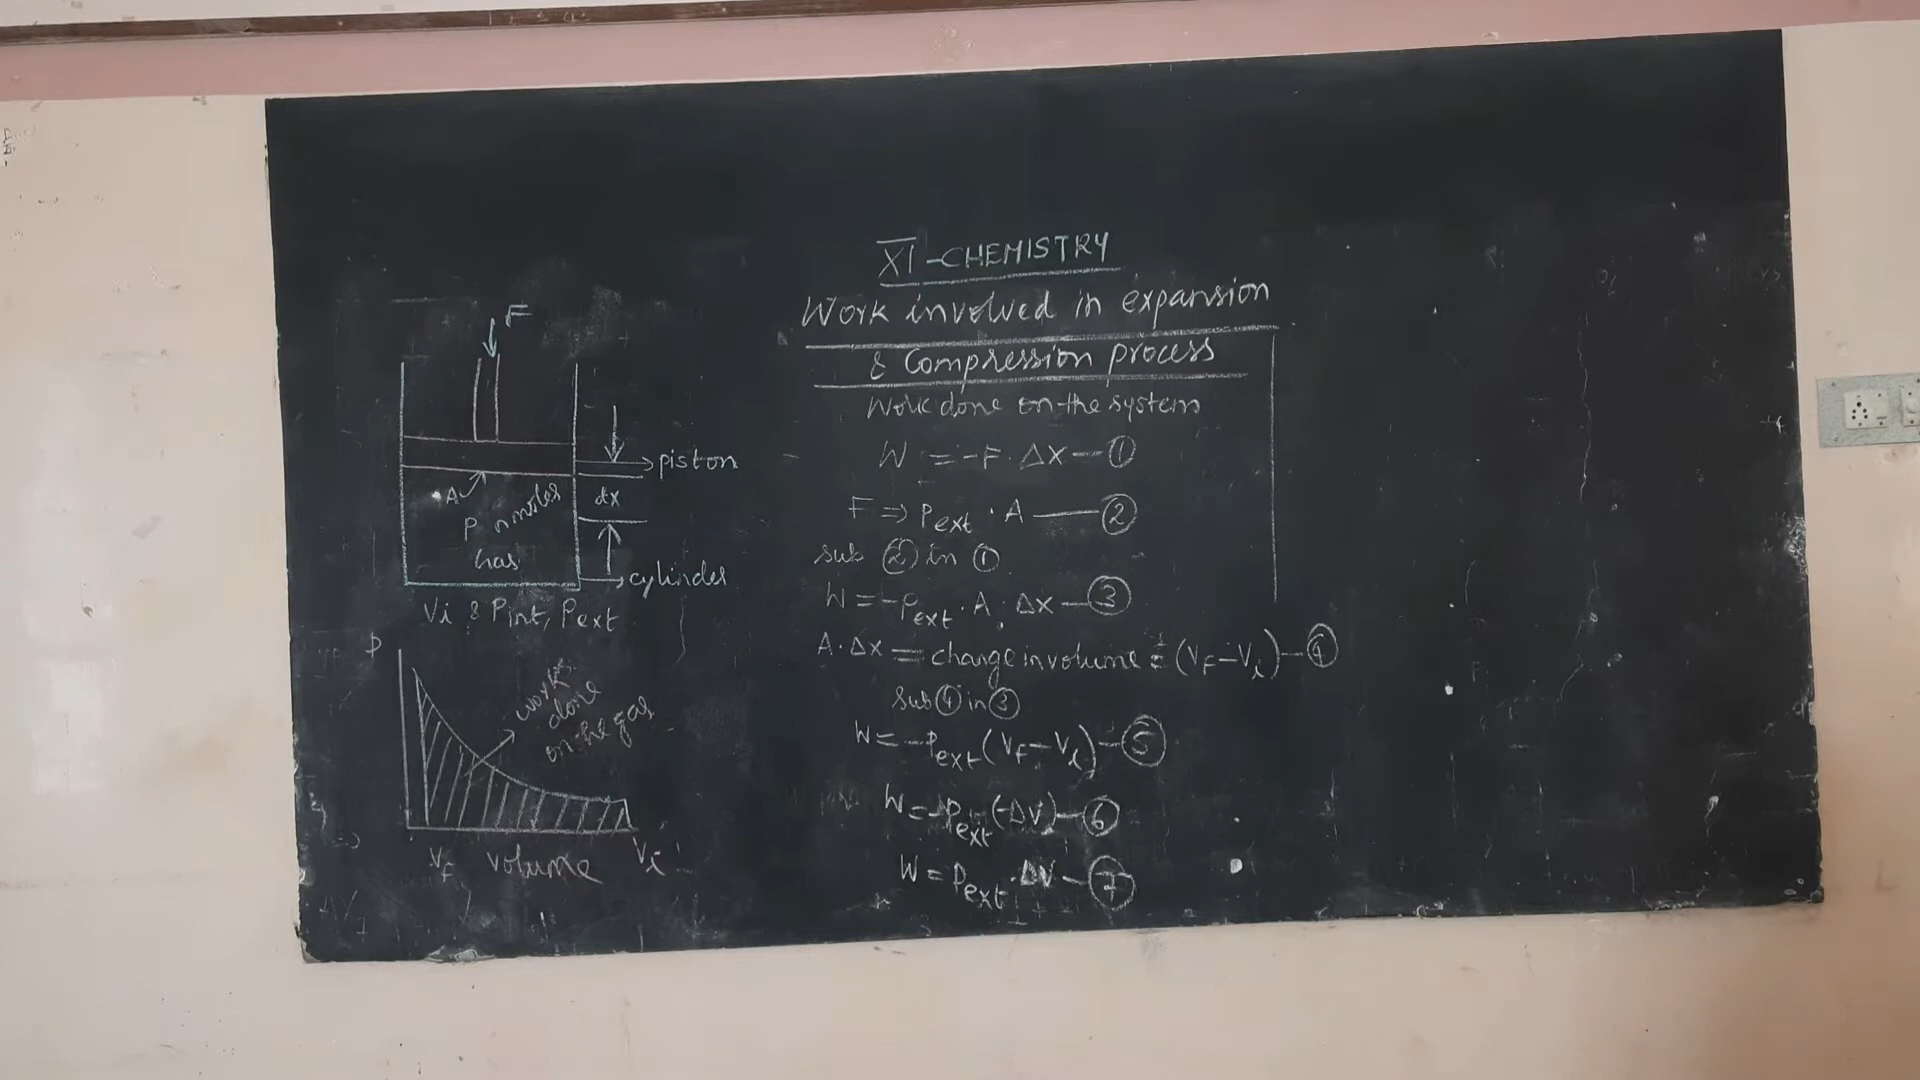 XI-CHEMISTRY
Work involved in expansion
& Compression process
Work done on the system
W = -F. Δx — ①
F ⇒ Pext · A — ②
sub ② in ①
W = -Pext · A . Δx — ③
A · Δx = change in volume = (VF - Vi) - ④
sub ④ in ③
W = -Pext (VF - Vi) - ⑤
W = -Pext (-ΔV) - ⑥
W = Pext · ΔV - ⑦
F
piston
A
dx
P n moles
Gas
cylinder
Vi & Pint, Pext
P
work
done
on the gas
Vf volume Vi